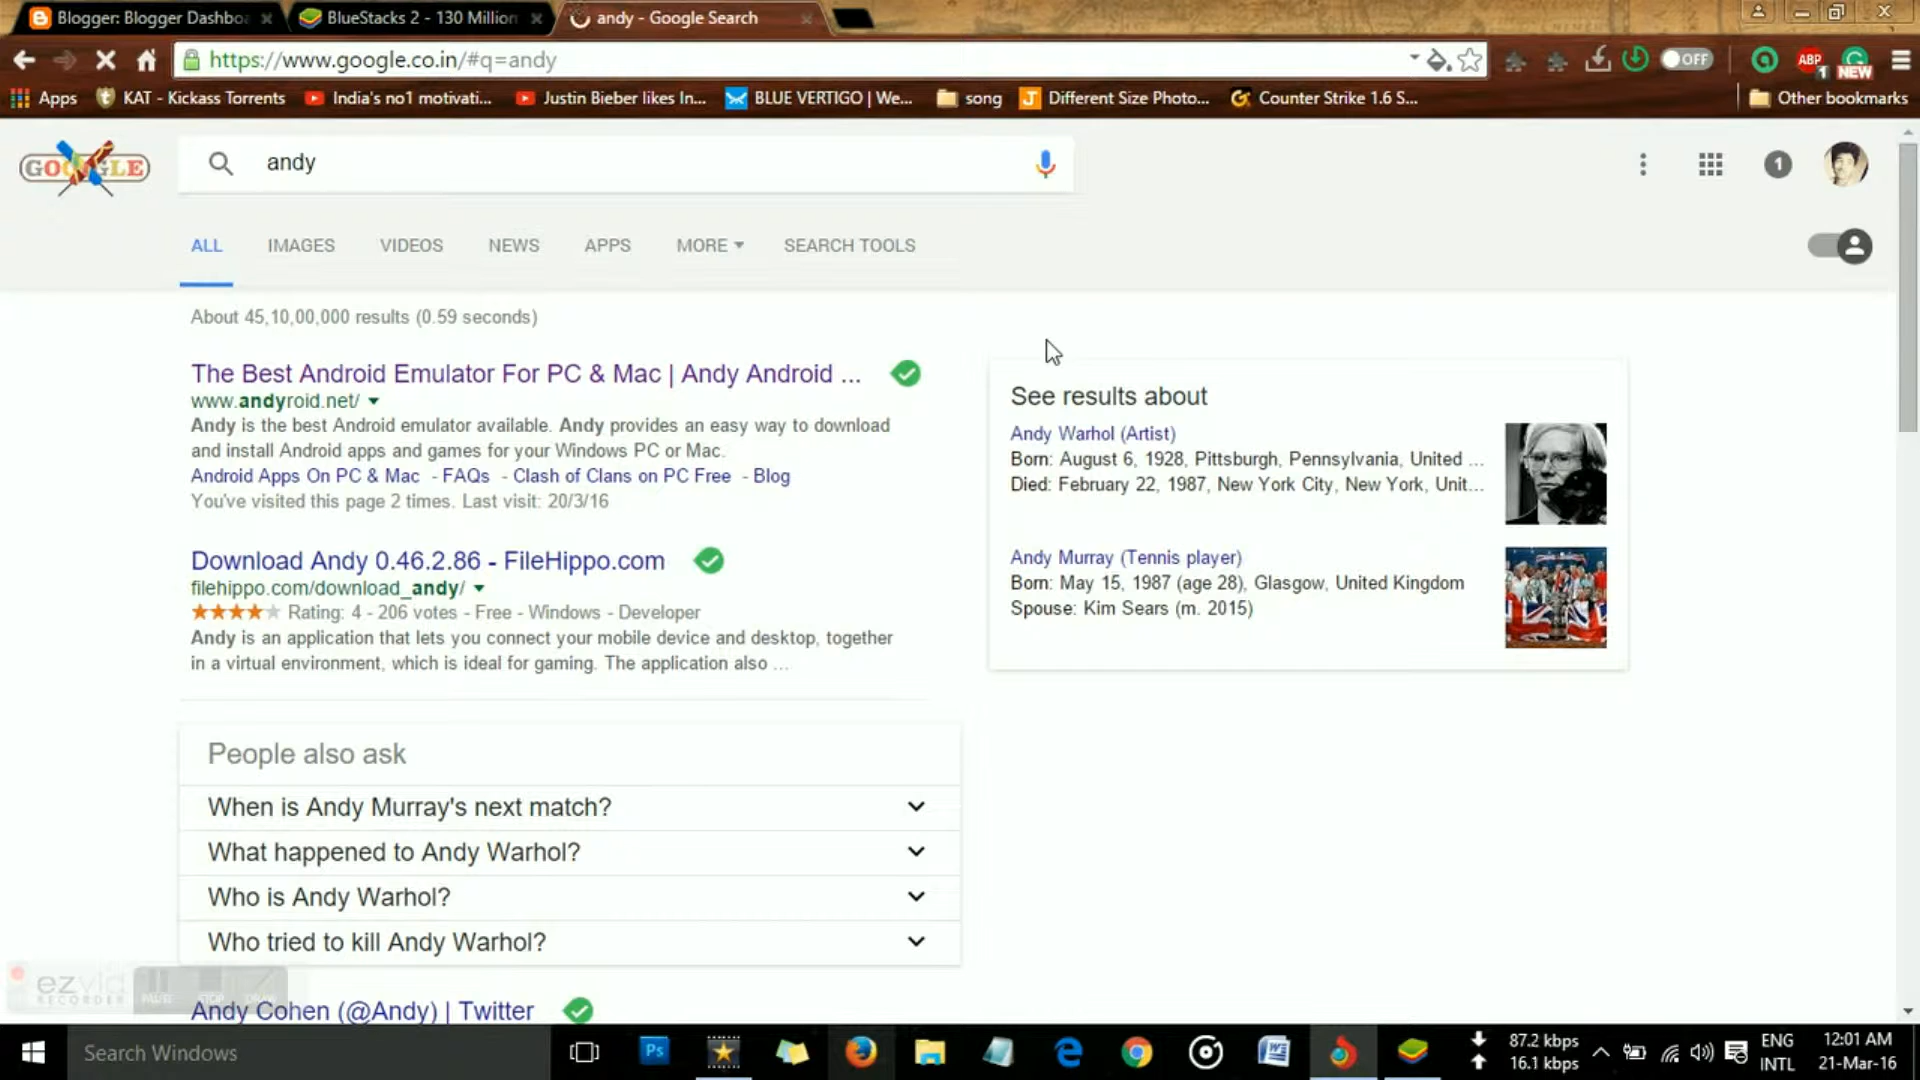 Blogger: Blogger Dashboa
BlueStacks 2 - 130 Million
andy - Google Search
https://www.google.co.in/#q=andy
OFF
ABP
1
NEW
Apps
KAT - Kickass Torrents
India's no1 motivati...
Justin Bieber likes In...
BLUE VERTIGO | We...
song
Different Size Photo...
Counter Strike 1.6 S...
Other bookmarks
GOOGLE
andy
1
ALL
IMAGES
VIDEOS
NEWS
APPS
MORE
SEARCH TOOLS
About 45,10,00,000 results (0.59 seconds)
The Best Android Emulator For PC & Mac | Andy Android ...
www.andyroid.net/
Andy is the best Android emulator available. Andy provides an easy way to download
and install Android apps and games for your Windows PC or Mac.
Android Apps On PC & Mac - FAQs - Clash of Clans on PC Free - Blog
You've visited this page 2 times. Last visit: 20/3/16
Download Andy 0.46.2.86 - FileHippo.com
filehippo.com/download_andy/
Rating: 4 - 206 votes - Free - Windows - Developer
Andy is an application that lets you connect your mobile device and desktop, together
in a virtual environment, which is ideal for gaming. The application also ...
See results about
Andy Warhol (Artist)
Born: August 6, 1928, Pittsburgh, Pennsylvania, United ...
Died: February 22, 1987, New York City, New York, Unit...
Andy Murray (Tennis player)
Born: May 15, 1987 (age 28), Glasgow, United Kingdom
Spouse: Kim Sears (m. 2015)
People also ask
When is Andy Murray's next match?
What happened to Andy Warhol?
Who is Andy Warhol?
Who tried to kill Andy Warhol?
ezvid
RECORDER
PAUSE
STOP
DRAW
Andy Cohen (@Andy) | Twitter
Search Windows
Ps
87.2 kbps
16.1 kbps
ENG
INTL
12:01 AM
21-Mar-16